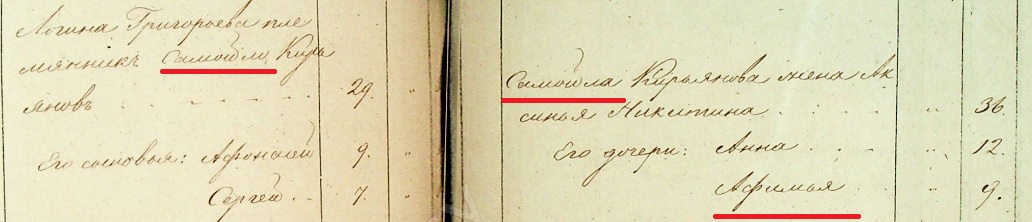 Логина Григорьева пле
мянникъ Самойло Кирь
яновъ 29.
Его сыновья: Афонасей 9.
Сергей 7.
Самойла Кирьянова жена Ак
синья Никитина 36.
Его дочери: Анна 12.
Афимья 9.